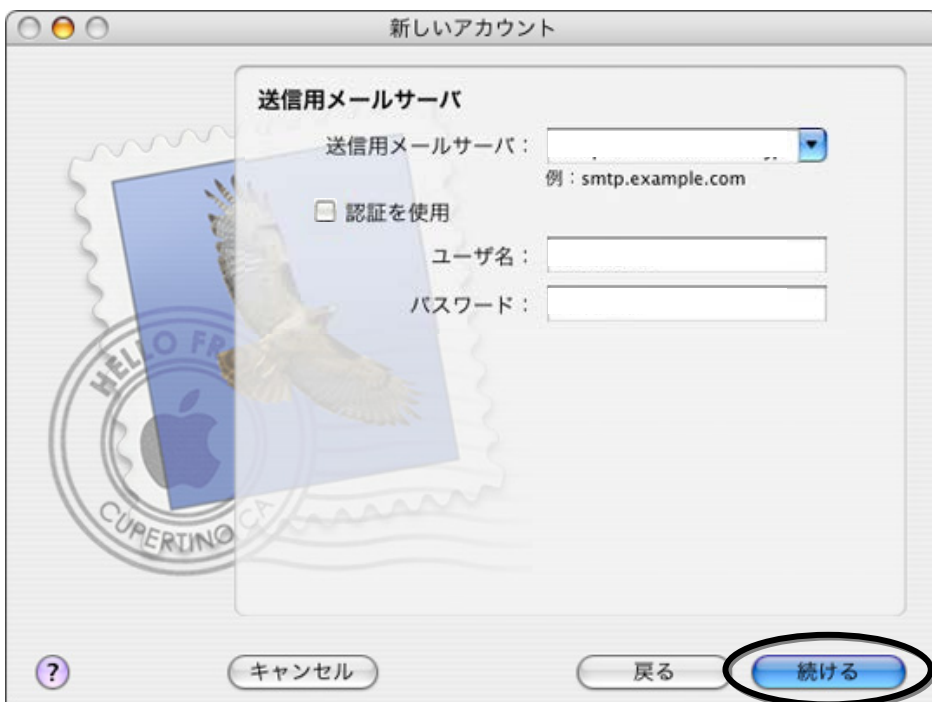 新しいアカウント
送信用メールサーバ
送信用メールサーバ：
例：smtp.example.com
認証を使用
ユーザ名：
パスワード：
HELLO FR
CUPERTINO CA
?
キャンセル
戻る
続ける